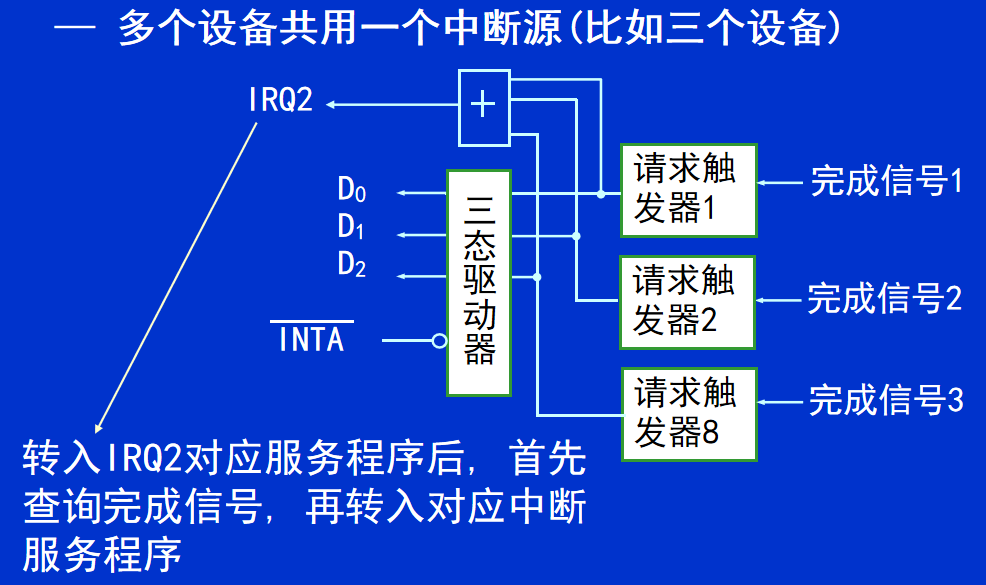 — 多个设备共用一个中断源(比如三个设备)
IRQ2
+
D0
D1
D2
INTA
三态驱动器
请求触
发器1
完成信号1
请求触
发器2
完成信号2
请求触
发器8
完成信号3
转入IRQ2对应服务程序后, 首先
查询完成信号, 再转入对应中断
服务程序